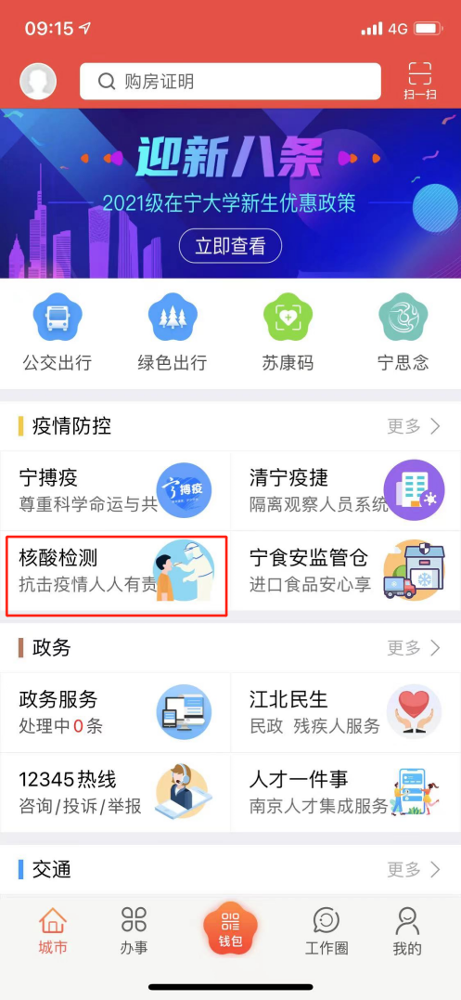 09:15
4G
购房证明
扫一扫
迎新八条
2021级在宁大学新生优惠政策
立即查看
公交出行
绿色出行
苏康码
宁思念
疫情防控
更多
宁搏疫
尊重科学命运与共
宁搏疫
清宁疫捷
隔离观察人员系统
核酸检测
抗击疫情人人有责
宁食安监管仓
进口食品安心享
政务
更多
政务服务
处理中0条
江北民生
民政 残疾人服务
12345热线
咨询/投诉/举报
人才一件事
南京人才集成服务
交通
更多
城市
办事
钱包
工作圈
我的